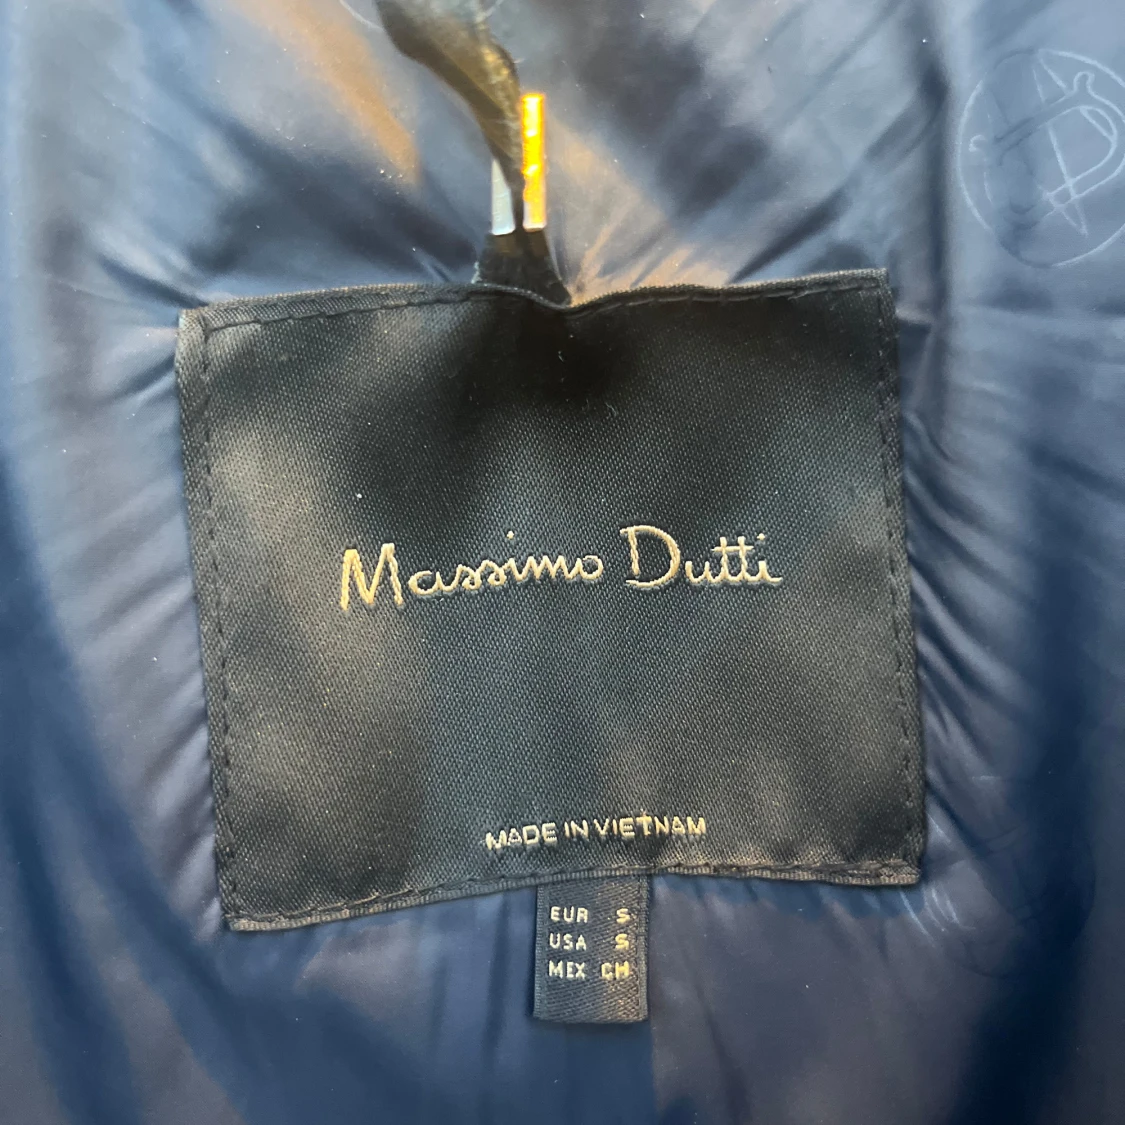 Massimo Dutti
MADE IN VIETNAM
EUR S
USA S
MEX CH